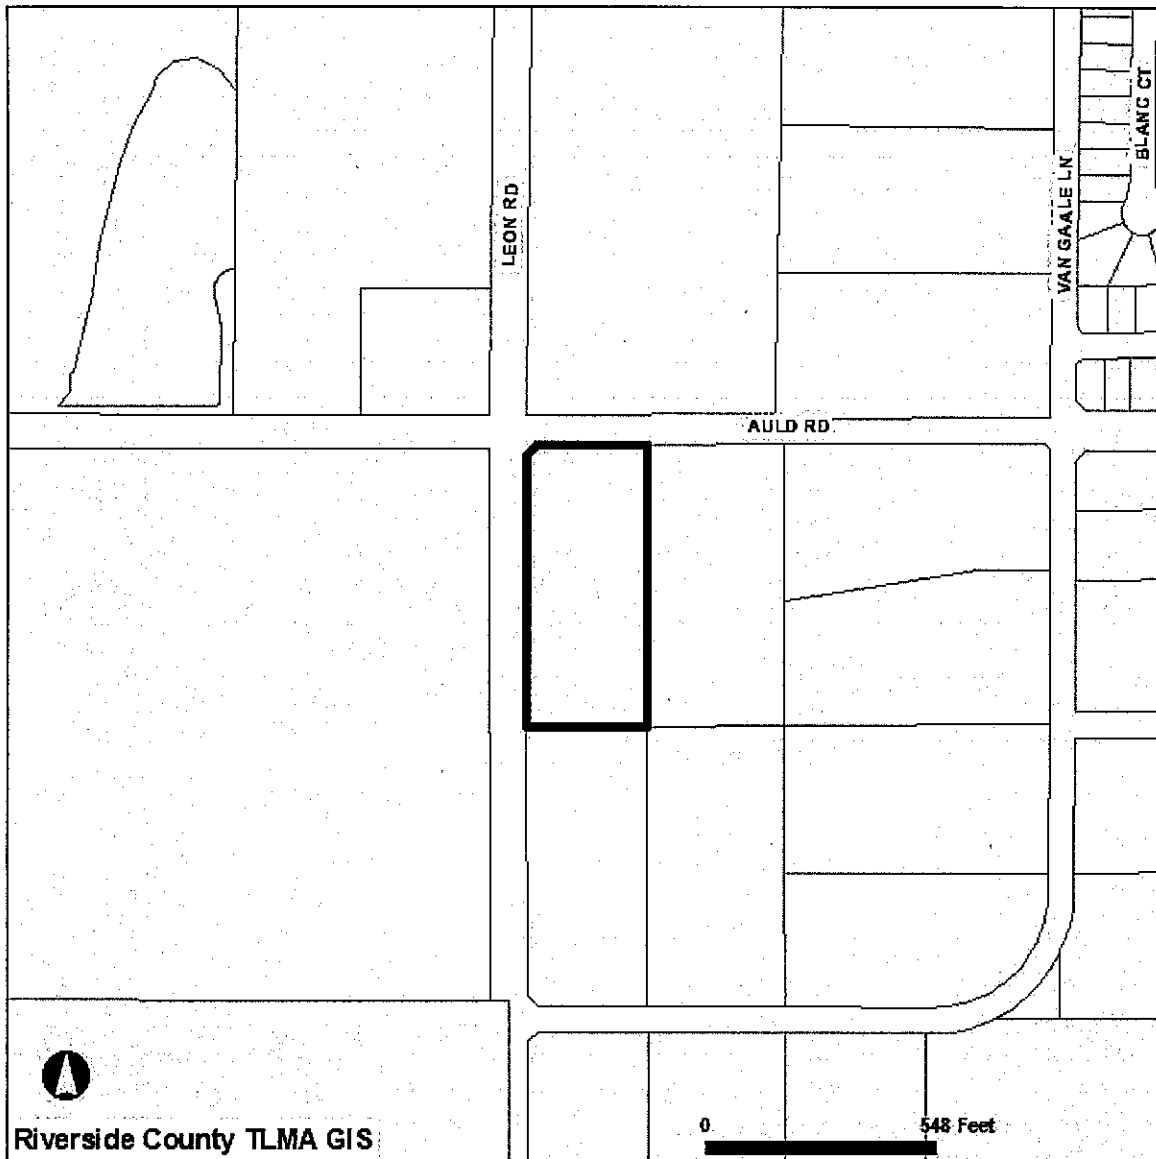 BLANC CT
VAN GAALE LN
LEON RD
AULD RD
0 548 Feet
Riverside County TLMA GIS